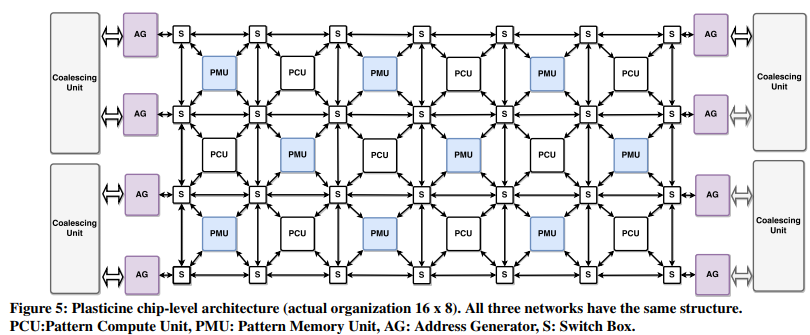 AG S S S S S S S AG
Coalescing
Unit
Coalescing
Unit
PMU PCU PMU PCU PMU PCU
AG S S S S S S S AG
PCU PMU PCU PMU PCU PMU
AG S S S S S S S AG
Coalescing
Unit
Coalescing
Unit
PMU PCU PMU PCU PMU PCU
AG S S S S S S S AG
Figure 5: Plasticine chip-level architecture (actual organization 16 x 8). All three networks have the same structure.
PCU:Pattern Compute Unit, PMU: Pattern Memory Unit, AG: Address Generator, S: Switch Box.